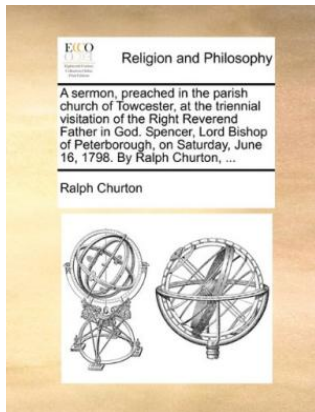 ECCO
Religion and Philosophy
A sermon, preached in the parish
church of Towcester, at the triennial
visitation of the Right Reverend
Father in God. Spencer, Lord Bishop
of Peterborough, on Saturday, June
16, 1798. By Ralph Churton, ...
Ralph Churton